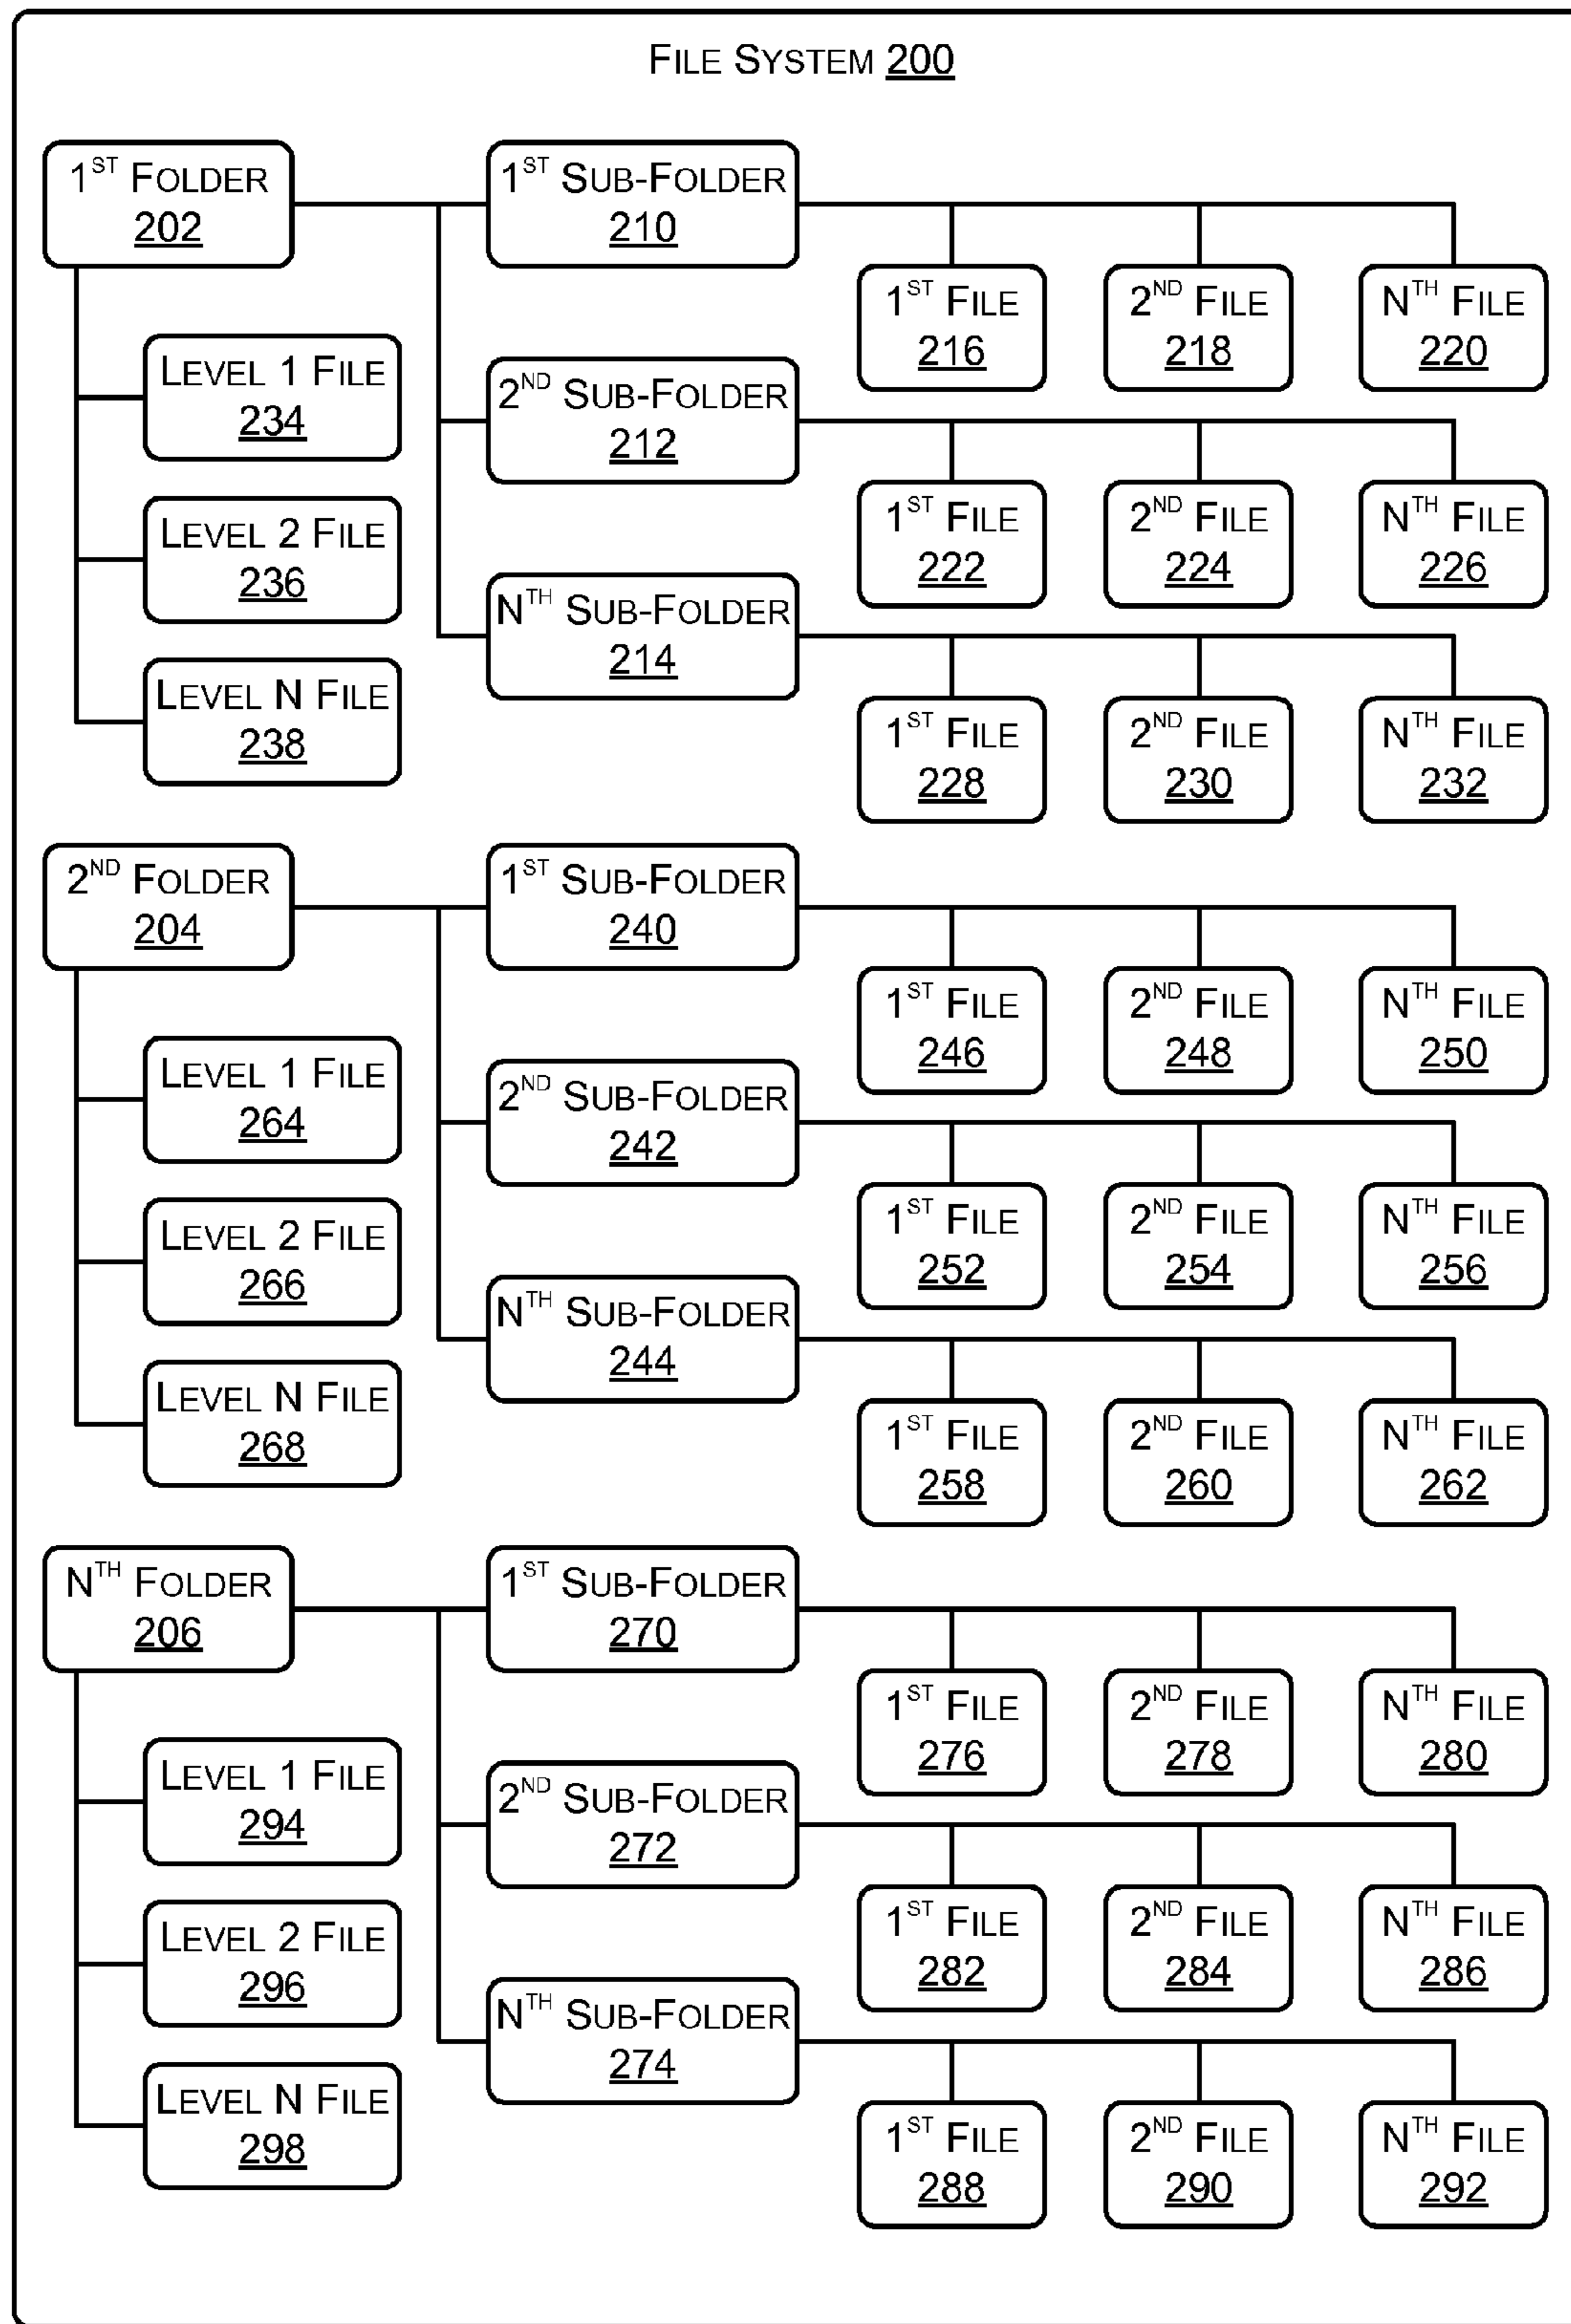 FILE SYSTEM 200
1ST FOLDER
202
1ST SUB-FOLDER
210
1ST FILE
216
2ND FILE
218
NTH FILE
220
LEVEL 1 FILE
234
2ND SUB-FOLDER
212
1ST FILE
222
2ND FILE
224
NTH FILE
226
LEVEL 2 FILE
236
NTH SUB-FOLDER
214
1ST FILE
228
2ND FILE
230
NTH FILE
232
LEVEL N FILE
238
2ND FOLDER
204
1ST SUB-FOLDER
240
1ST FILE
246
2ND FILE
248
NTH FILE
250
LEVEL 1 FILE
264
2ND SUB-FOLDER
242
1ST FILE
252
2ND FILE
254
NTH FILE
256
LEVEL 2 FILE
266
NTH SUB-FOLDER
244
1ST FILE
258
2ND FILE
260
NTH FILE
262
LEVEL N FILE
268
NTH FOLDER
206
1ST SUB-FOLDER
270
1ST FILE
276
2ND FILE
278
NTH FILE
280
LEVEL 1 FILE
294
2ND SUB-FOLDER
272
1ST FILE
282
2ND FILE
284
NTH FILE
286
LEVEL 2 FILE
296
NTH SUB-FOLDER
274
1ST FILE
288
2ND FILE
290
NTH FILE
292
LEVEL N FILE
298